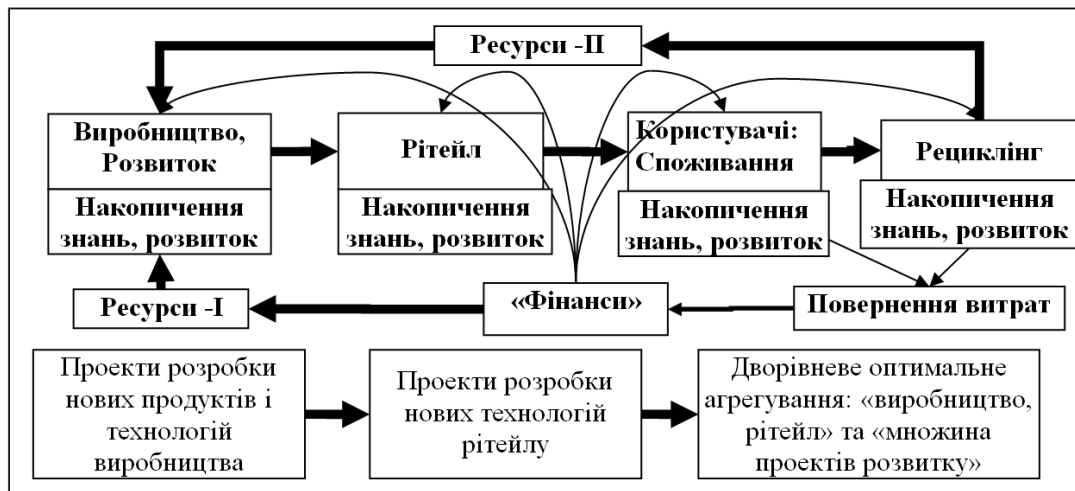 Ресурси -II
Виробництво,
Розвиток
Рітейл
Користувачі:
Споживання
Рециклінг
Накопичення
знань, розвиток
Накопичення
знань, розвиток
Накопичення
знань, розвиток
Накопичення
знань, розвиток
Ресурси -I
«Фінанси»
Повернення витрат
Проекти розробки
нових продуктів і
технологій
виробництва
Проекти розробки
нових технологій
рітейлу
Дворівневе оптимальне
агрегування: «виробництво,
рітейл» та «множина
проектів розвитку»